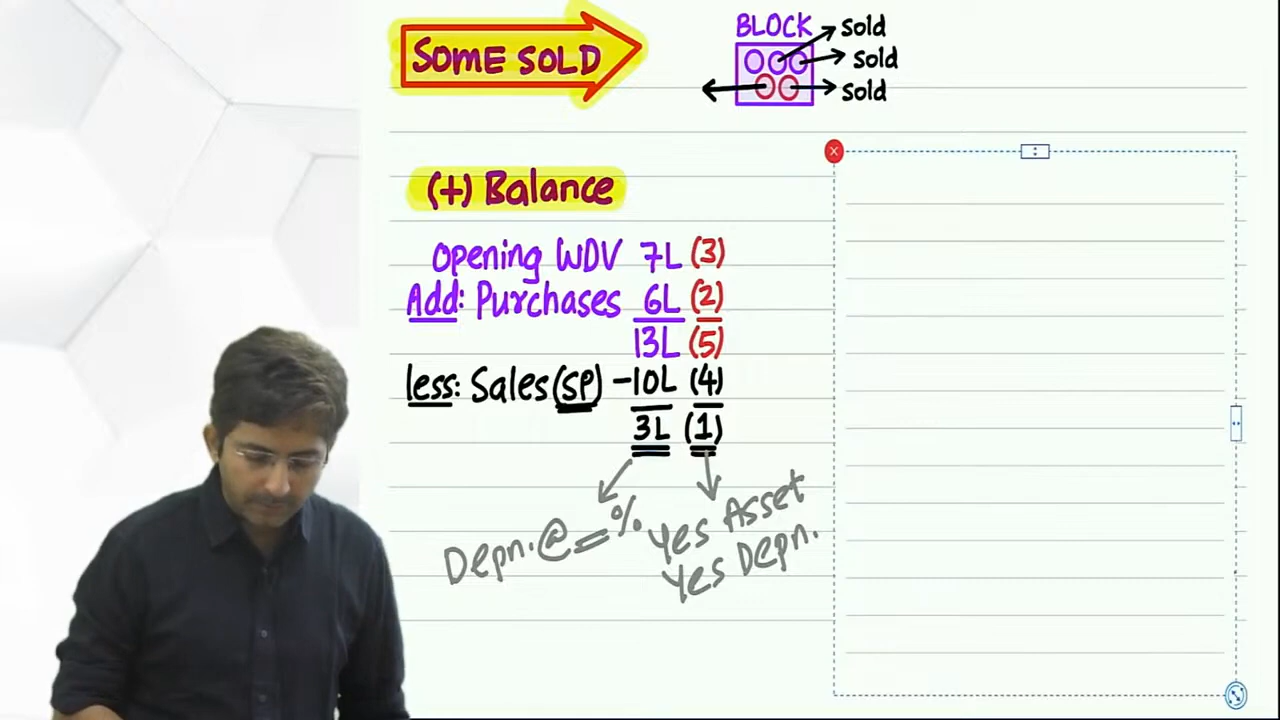 SOME SOLD
BLOCK
sold
sold
sold
(+) Balance
Opening WDV 7L (3)
Add: Purchases 6L (2)
13L (5)
less: Sales (SP) -10L (4)
3L (1)
Depn. @ = %
Yes Asset
Yes Depn.